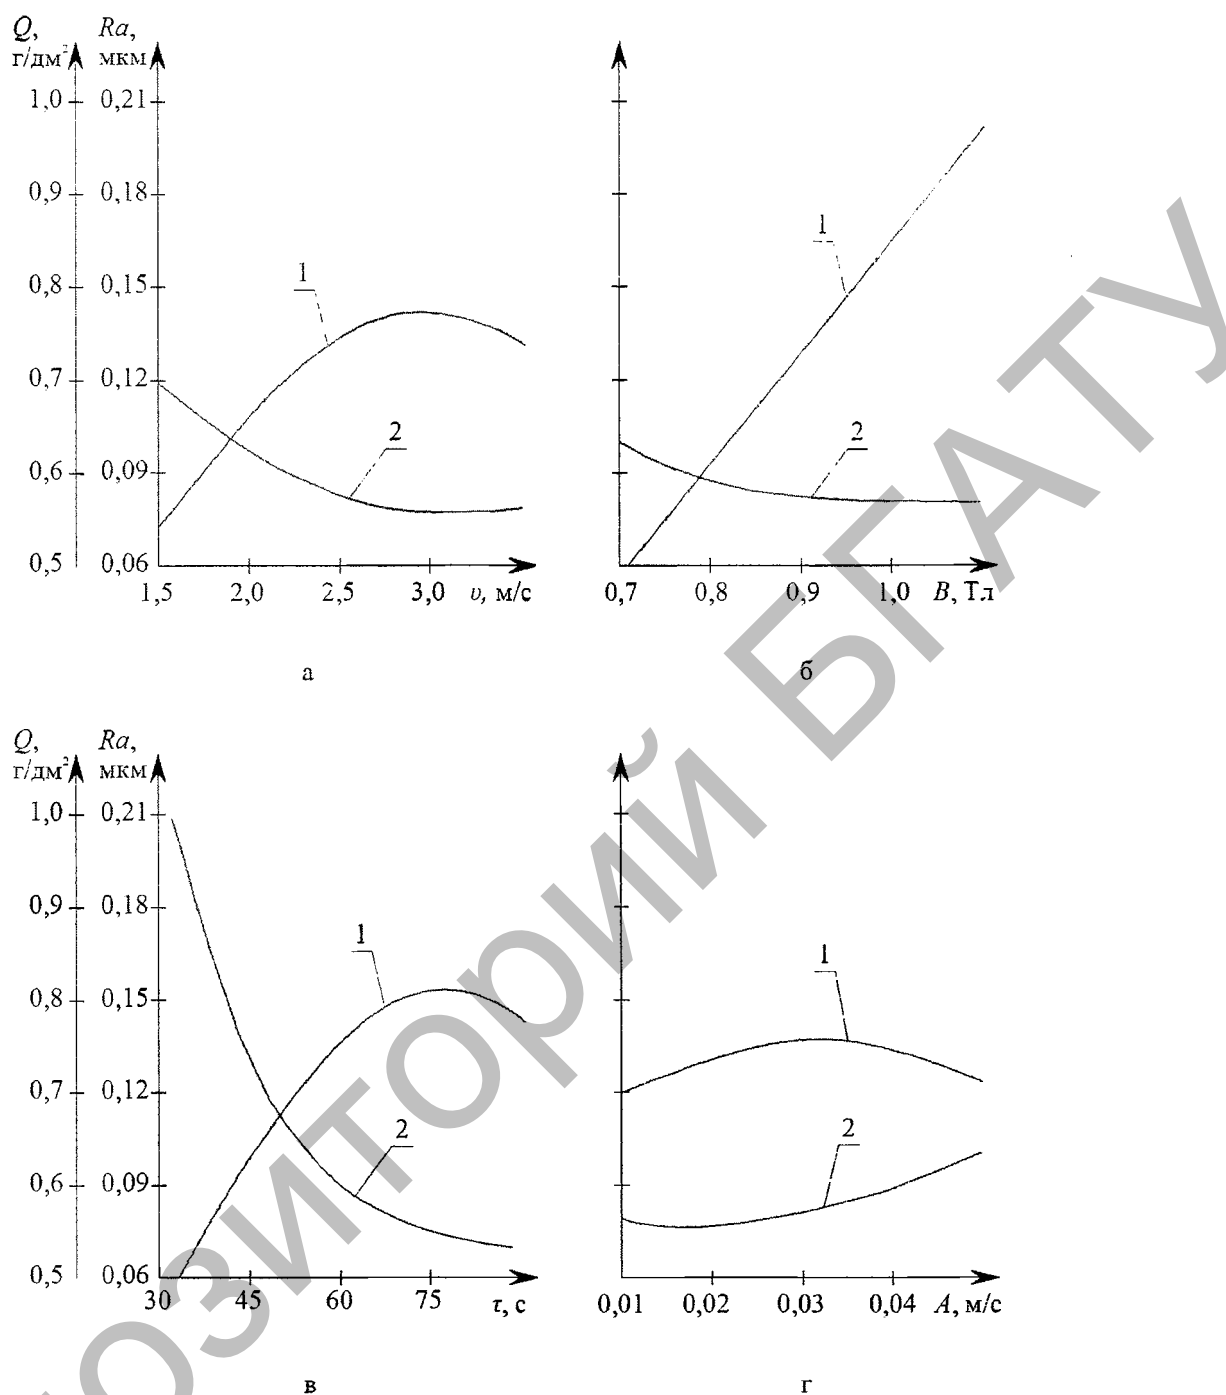 Q, Ra,
г/дм² мкм
1,0 0,21
0,9 0,18
1
0,8 0,15
1
0,7 0,12
2 2
0,6 0,09
0,5 0,06
1,5 2,0 2,5 3,0 υ, м/с 0,7 0,8 0,9 1,0 B, Тл
а б
Q, Ra,
г/дм² мкм
1,0 0,21
0,9 0,18
1 1
0,8 0,15
0,7 0,12
2 2
0,6 0,09
0,5 0,06
30 45 60 75 τ, с 0,01 0,02 0,03 0,04 A, м/с
в г
ОЗИТОРИЙ БГАТУ